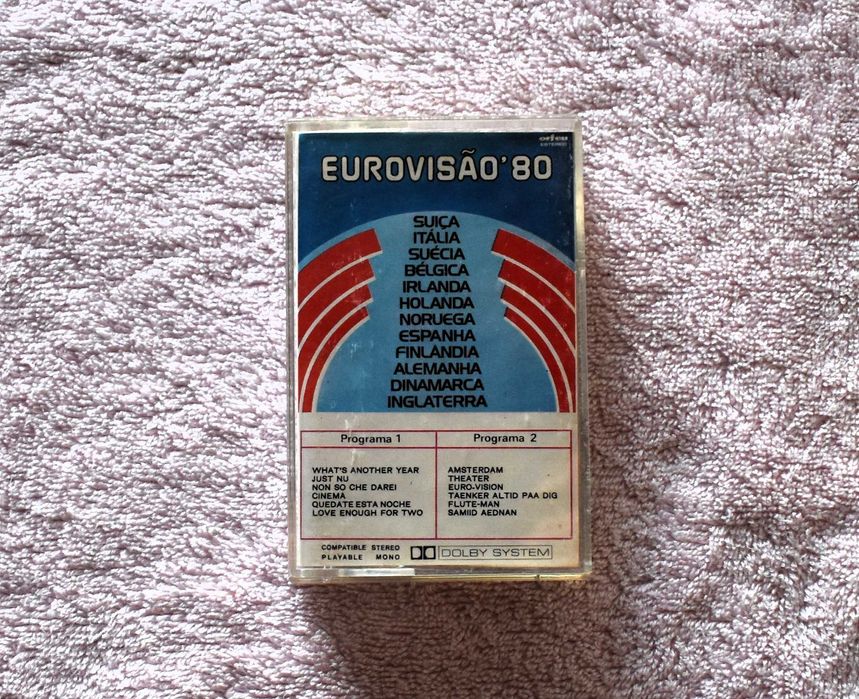 orfeu
ESTEREO
EUROVISÃO'80
SUIÇA
ITÁLIA
SUÉCIA
BÉLGICA
IRLANDA
HOLANDA
NORUEGA
ESPANHA
FINLÂNDIA
ALEMANHA
DINAMARCA
INGLATERRA
Programa 1
WHAT'S ANOTHER YEAR
JUST NU
NON SO CHE DAREI
CINEMA
QUEDATE ESTA NOCHE
LOVE ENOUGH FOR TWO
Programa 2
AMSTERDAM
THEATER
EURO-VISION
TAENKER ALTID PAA DIG
FLUTE-MAN
SAMIID AEDNAN
COMPATIBLE STEREO
PLAYABLE MONO
DOLBY SYSTEM